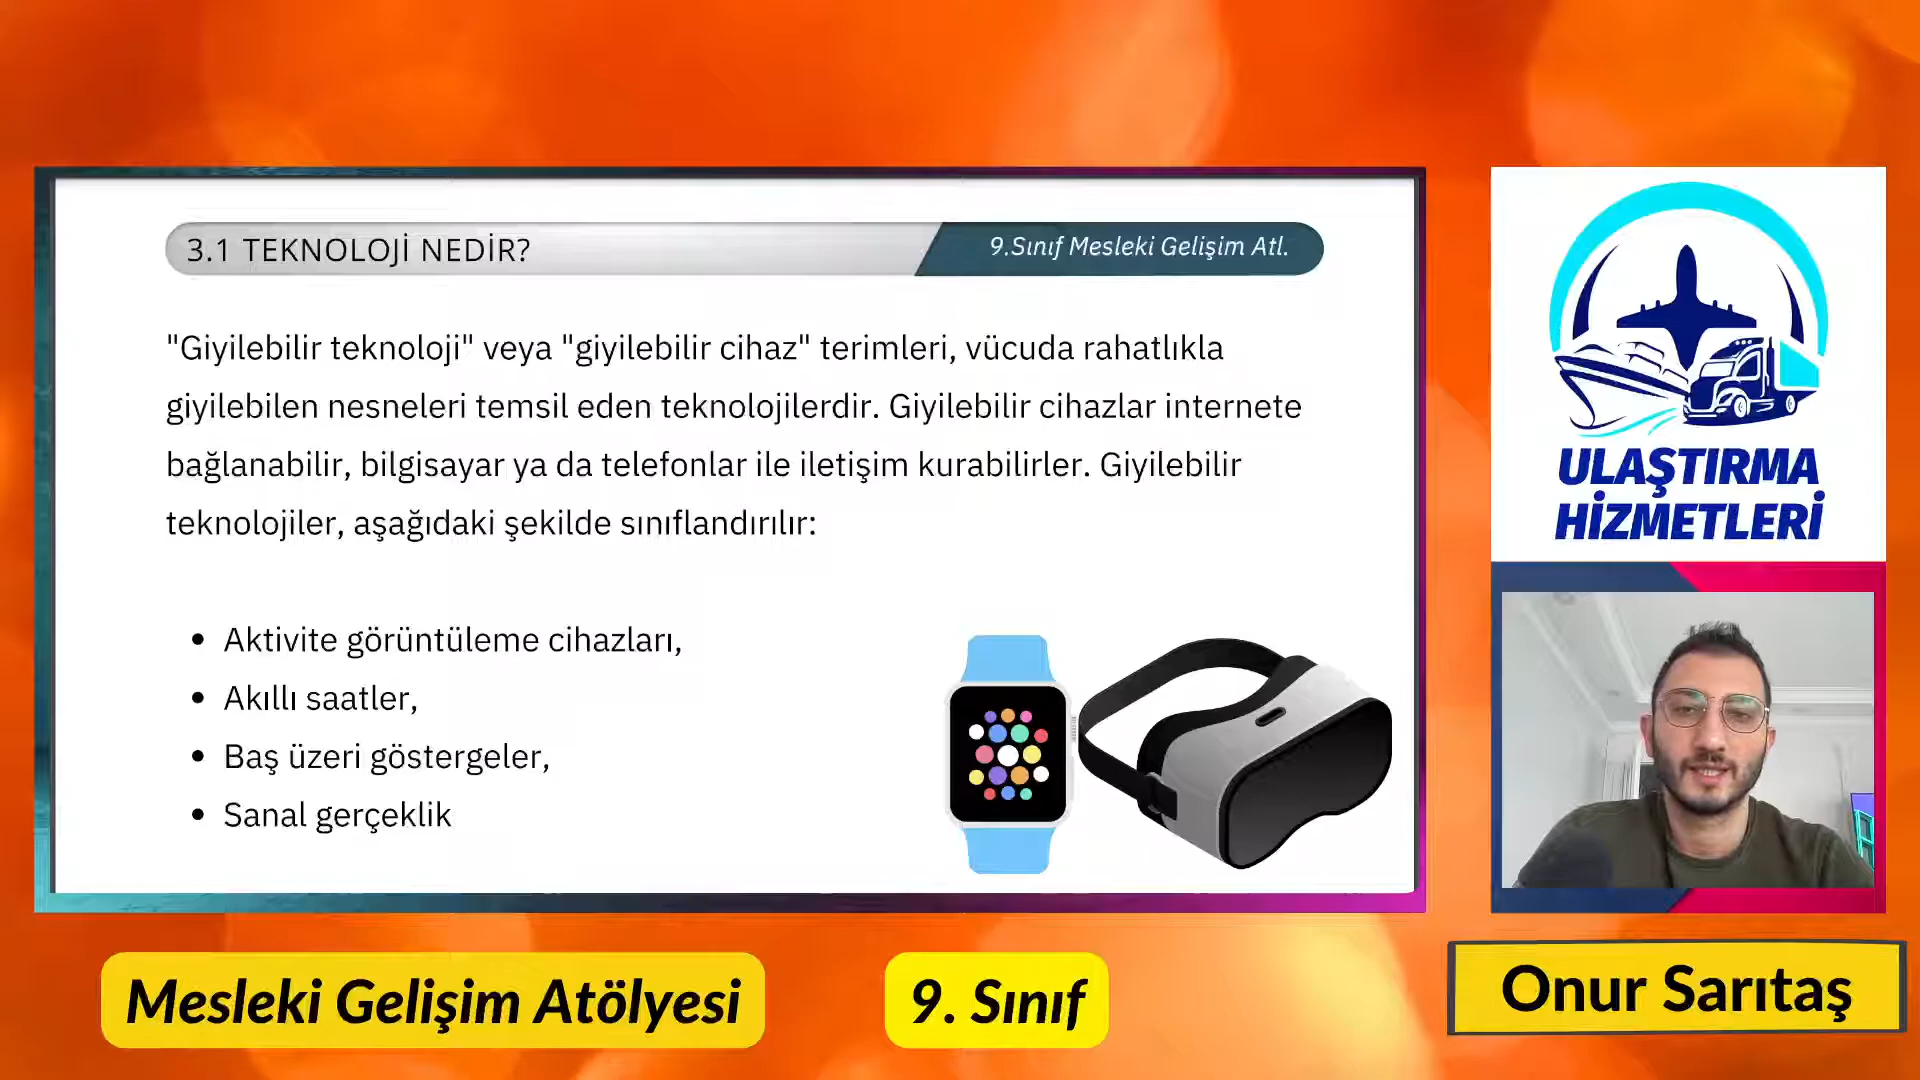 3.1 TEKNOLOJİ NEDİR?
9.Sınıf Mesleki Gelişim Atl.
"Giyilebilir teknoloji" veya "giyilebilir cihaz" terimleri, vücuda rahatlıkla
giyilebilen nesneleri temsil eden teknolojilerdir. Giyilebilir cihazlar internete
bağlanabilir, bilgisayar ya da telefonlar ile iletişim kurabilirler. Giyilebilir
teknolojiler, aşağıdaki şekilde sınıflandırılır:
• Aktivite görüntüleme cihazları,
• Akıllı saatler,
• Baş üzeri göstergeler,
• Sanal gerçeklik
ULAŞTIRMA
HİZMETLERİ
Mesleki Gelişim Atölyesi
9. Sınıf
Onur Sarıtaş